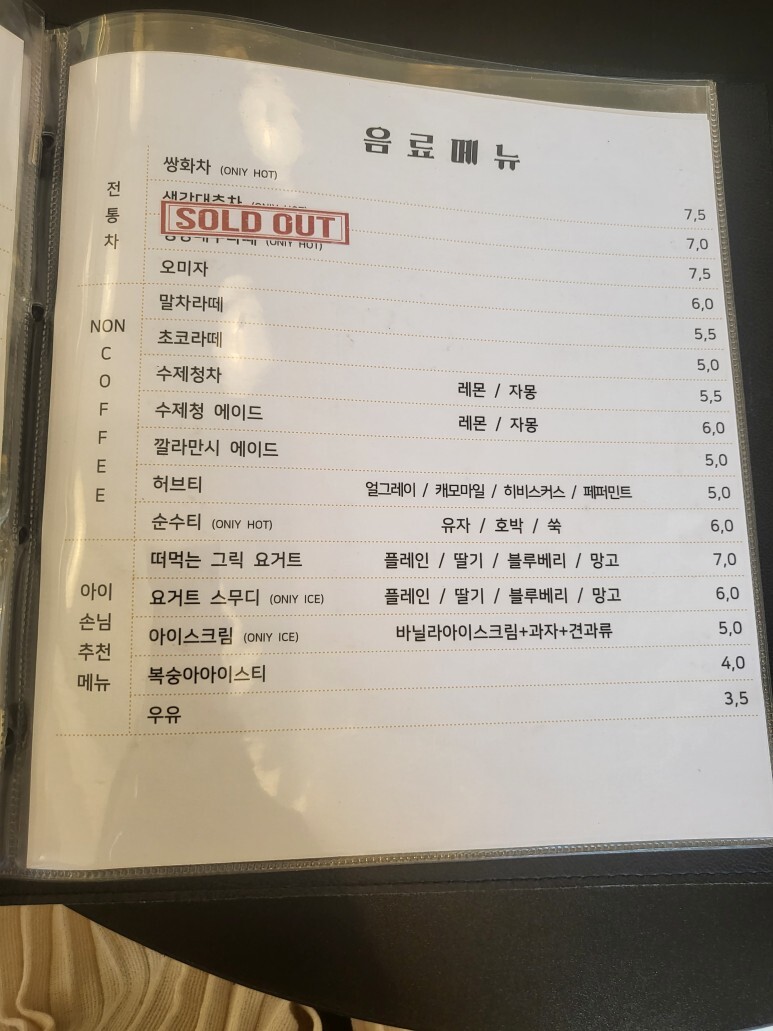 음료메뉴
전통차
쌍화차 (ONIY HOT) 7,5
생강대추차 (ONIY HOT) 7,0
SOLD OUT
(ONIY HOT) 7,5
오미자 6,0
NON COFFEE
말차라떼 5,5
초코라떼 5,0
수제청차 레몬 / 자몽 5,5
수제청 에이드 레몬 / 자몽 6,0
깔라만시 에이드 5,0
허브티 얼그레이 / 캐모마일 / 히비스커스 / 페퍼민트 5,0
순수티 (ONIY HOT) 유자 / 호박 / 쑥 6,0
아이 손님 추천 메뉴
떠먹는 그릭 요거트 플레인 / 딸기 / 블루베리 / 망고 7,0
요거트 스무디 (ONIY ICE) 플레인 / 딸기 / 블루베리 / 망고 6,0
아이스크림 (ONIY ICE) 바닐라아이스크림+과자+견과류 5,0
복숭아아이스티 4,0
우유 3,5